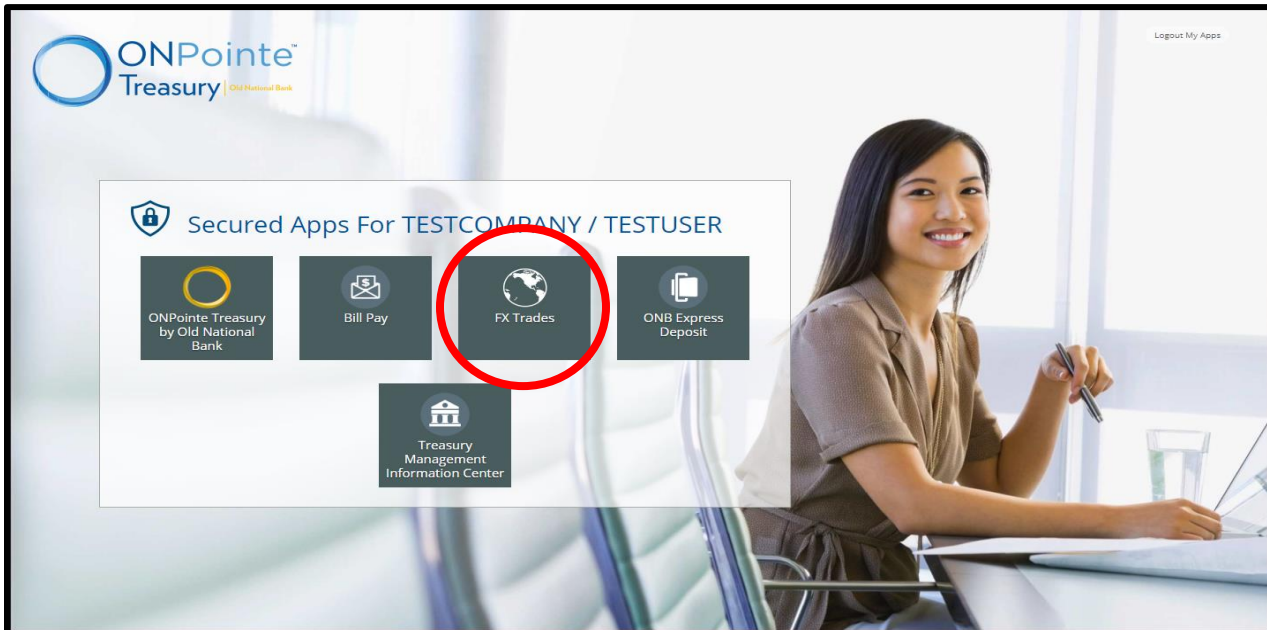 Logout My Apps
ONPointe™
Treasury | Old National Bank
Secured Apps For TESTCOMPANY / TESTUSER
ONPointe Treasury
by Old National
Bank
Bill Pay
$
FX Trades
ONB Express
Deposit
Treasury
Management
Information Center